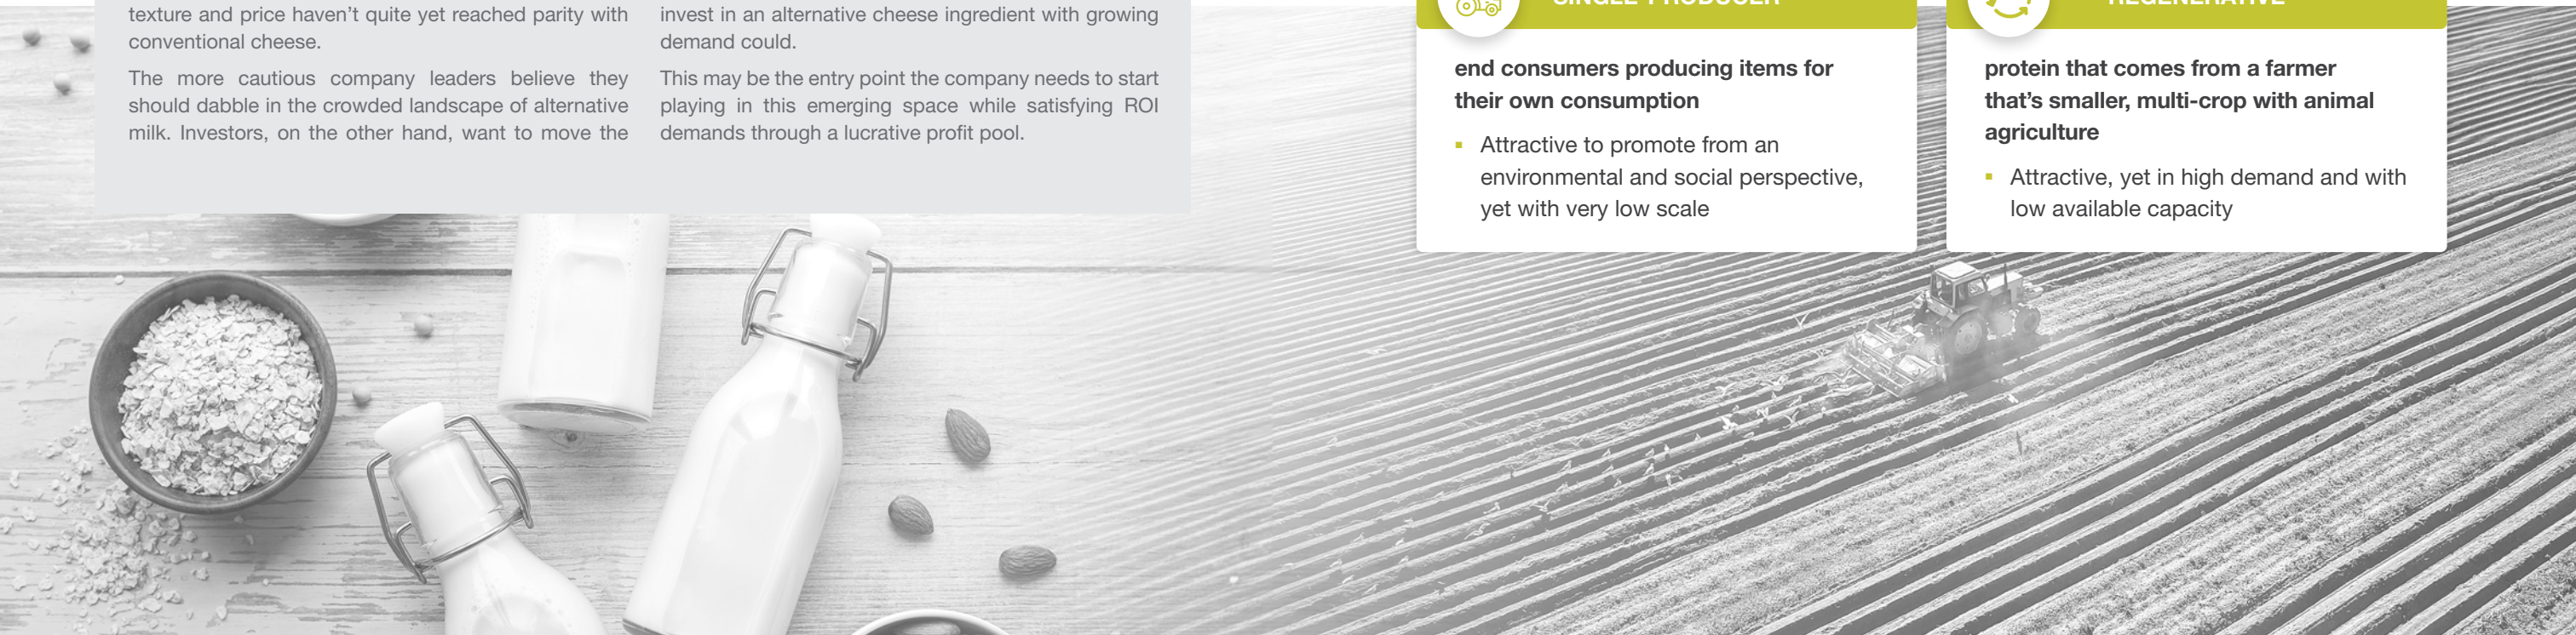 texture and price haven’t quite yet reached parity with
conventional cheese.
The more cautious company leaders believe they
should dabble in the crowded landscape of alternative
milk. Investors, on the other hand, want to move the
invest in an alternative cheese ingredient with growing
demand could.
This may be the entry point the company needs to start
playing in this emerging space while satisfying ROI
demands through a lucrative profit pool.
SINGLE PRODUCER
end consumers producing items for
their own consumption
▪ Attractive to promote from an
environmental and social perspective,
yet with very low scale
REGENERATIVE
protein that comes from a farmer
that’s smaller, multi-crop with animal
agriculture
▪ Attractive, yet in high demand and with
low available capacity